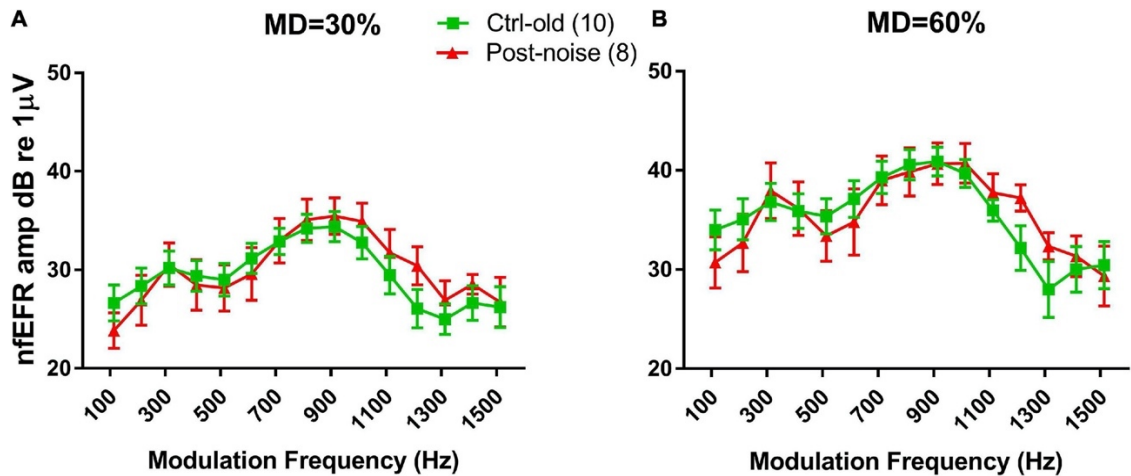 A
MD=30%
Ctrl-old (10)
Post-noise (8)
B
MD=60%
nfEFR amp dB re 1μV
50
40
30
20
100
300
500
700
900
1100
1300
1500
Modulation Frequency (Hz)
50
40
30
20
100
300
500
700
900
1100
1300
1500
Modulation Frequency (Hz)